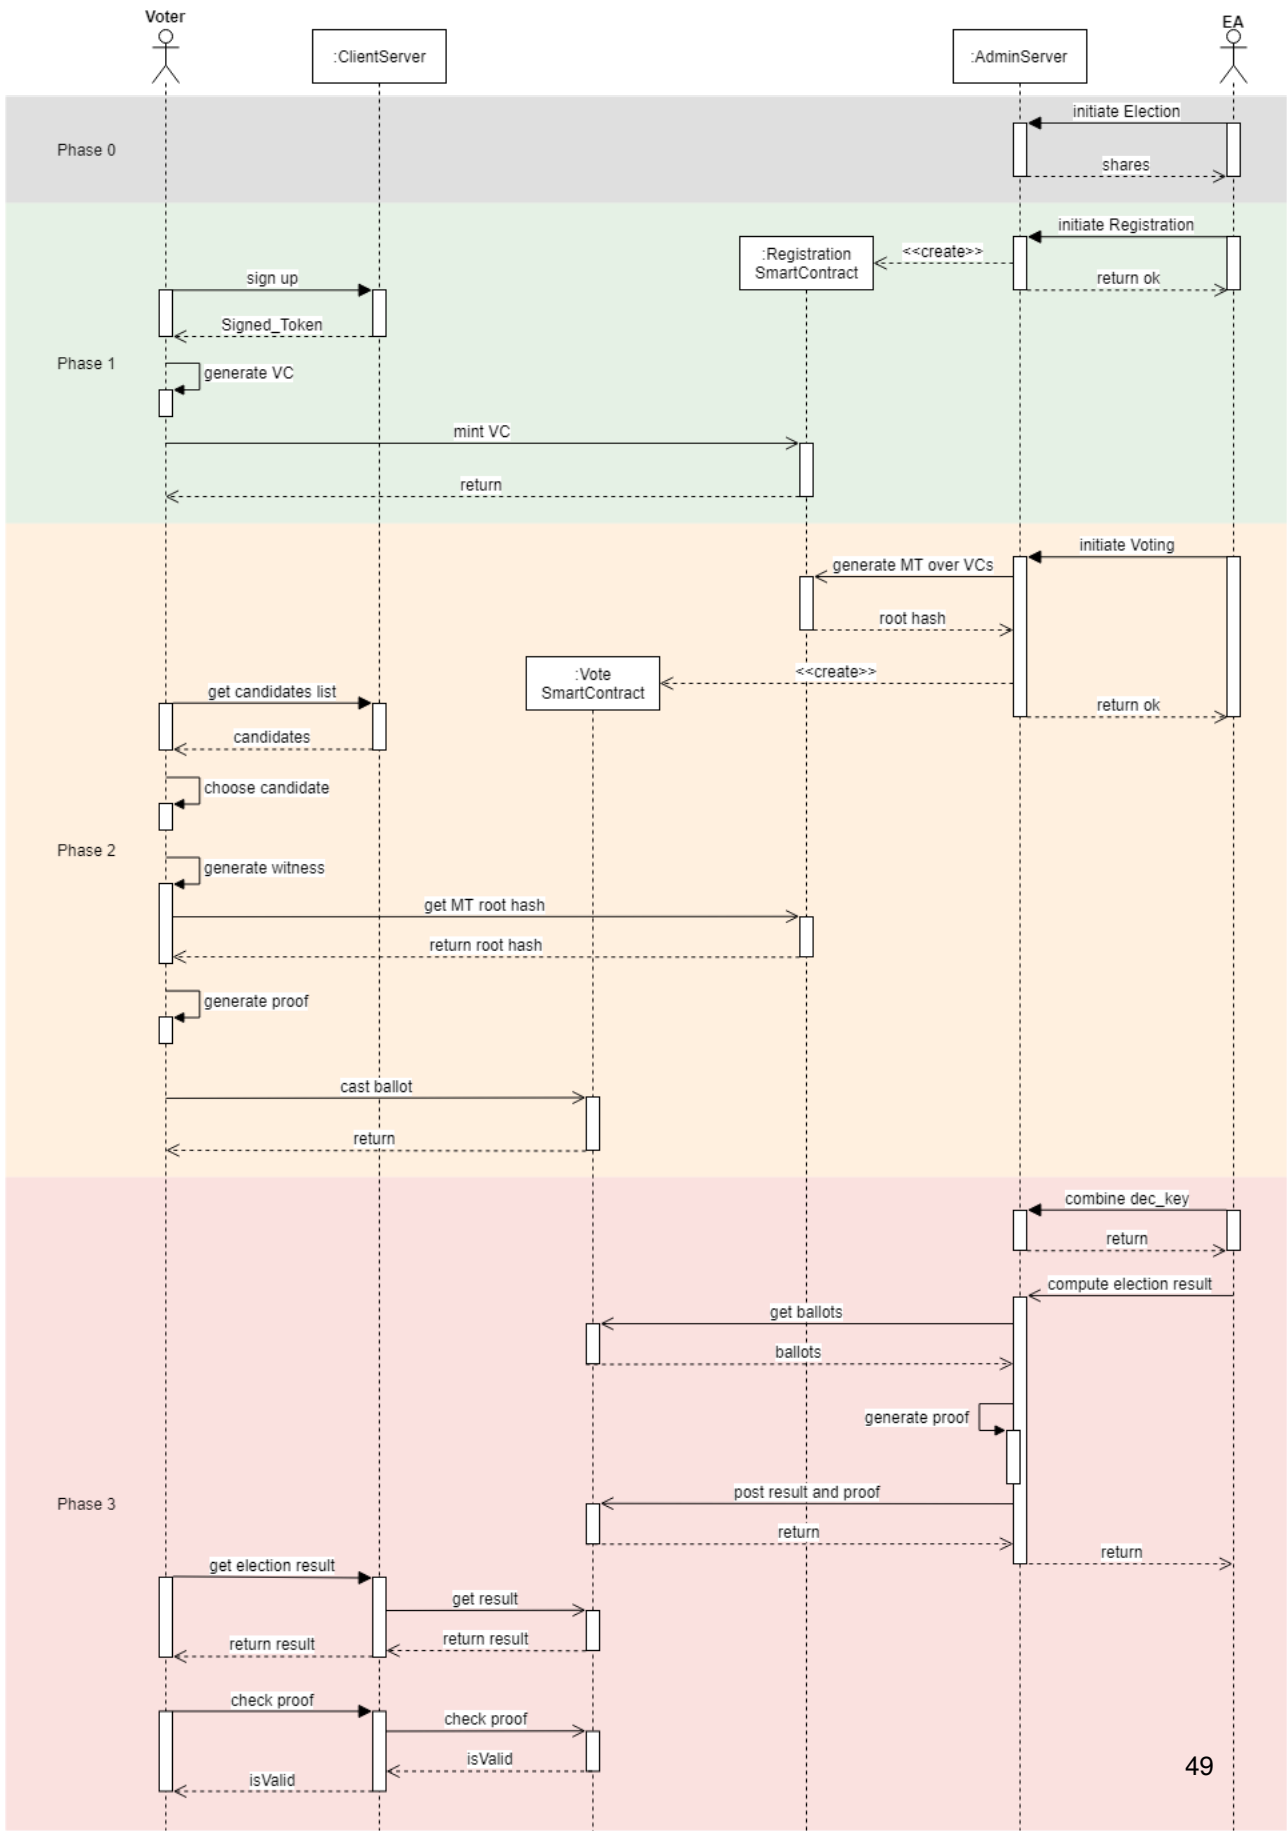 Voter
EA
:ClientServer
:AdminServer
initiate Election
Phase 0
shares
initiate Registration
:Registration
SmartContract
<<create>>
return ok
sign up
Signed_Token
Phase 1
generate VC
mint VC
return
initiate Voting
generate MT over VCs
root hash
:Vote
SmartContract
<<create>>
get candidates list
return ok
candidates
choose candidate
Phase 2
generate witness
get MT root hash
return root hash
generate proof
cast ballot
return
combine dec_key
return
compute election result
get ballots
ballots
generate proof
post result and proof
Phase 3
return
return
get election result
get result
return result
return result
check proof
check proof
isValid
isValid
49